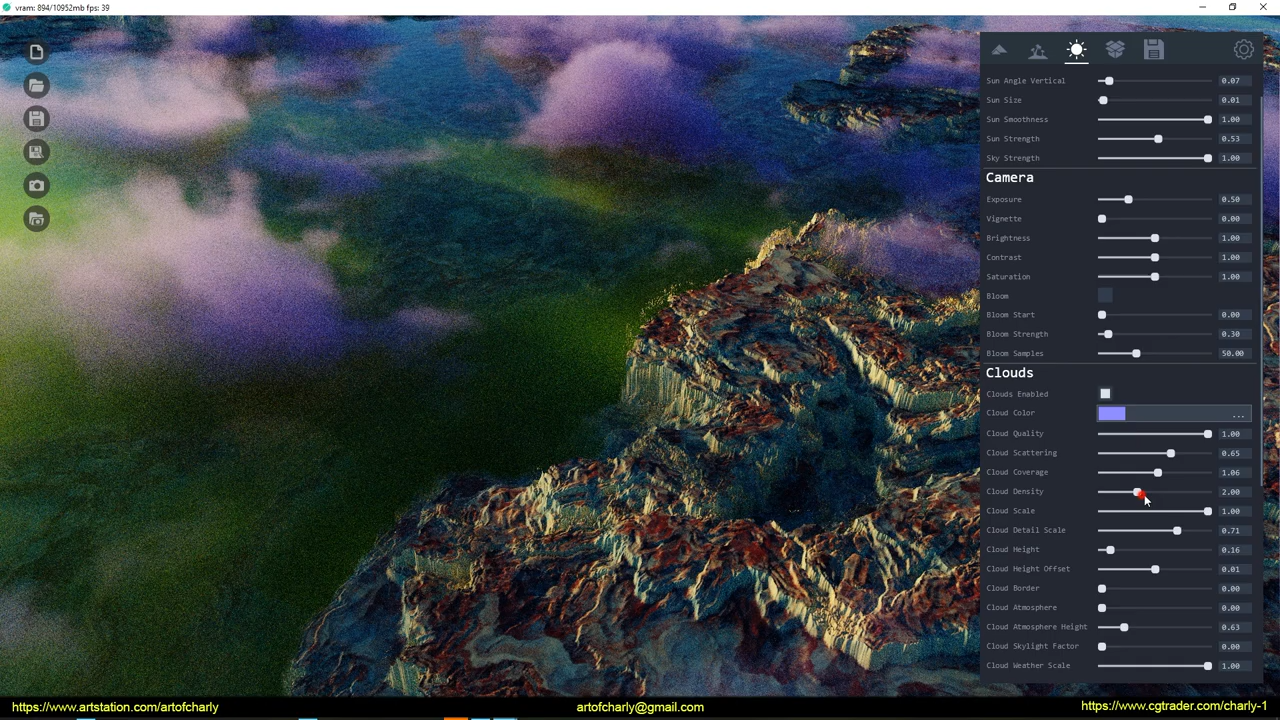 vram: 894/10952mb fps: 39
Sun Angle Vertical 0.07
Sun Size 0.01
Sun Smoothness 1.00
Sun Strength 0.53
Sky Strength 1.00
Camera
Exposure 0.50
Vignette 0.00
Brightness 1.00
Contrast 1.00
Saturation 1.00
Bloom
Bloom Start 0.00
Bloom Strength 0.30
Bloom Samples 50.00
Clouds
Clouds Enabled
Cloud Color ...
Cloud Quality 1.00
Cloud Scattering 0.65
Cloud Coverage 1.06
Cloud Density 2.00
Cloud Scale 1.00
Cloud Detail Scale 0.71
Cloud Height 0.16
Cloud Height Offset 0.01
Cloud Border 0.00
Cloud Atmosphere 0.00
Cloud Atmosphere Height 0.63
Cloud Skylight Factor 0.00
Cloud Weather Scale 1.00
https://www.artstation.com/artofcharly artofcharly@gmail.com https://www.cgtrader.com/charly-1